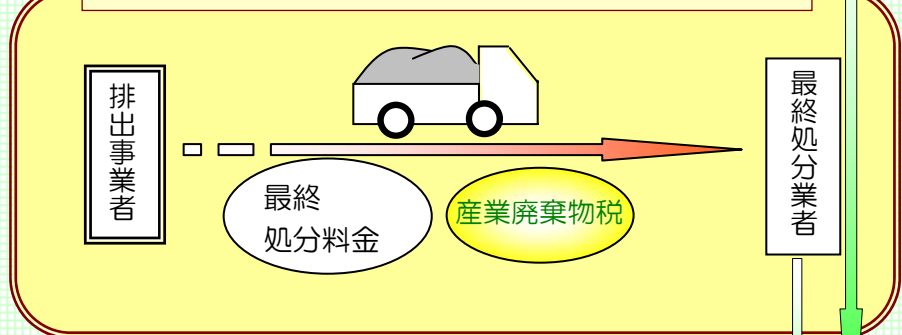 排出事業者
最終
処分料金
産業廃棄物税
最終処分業者